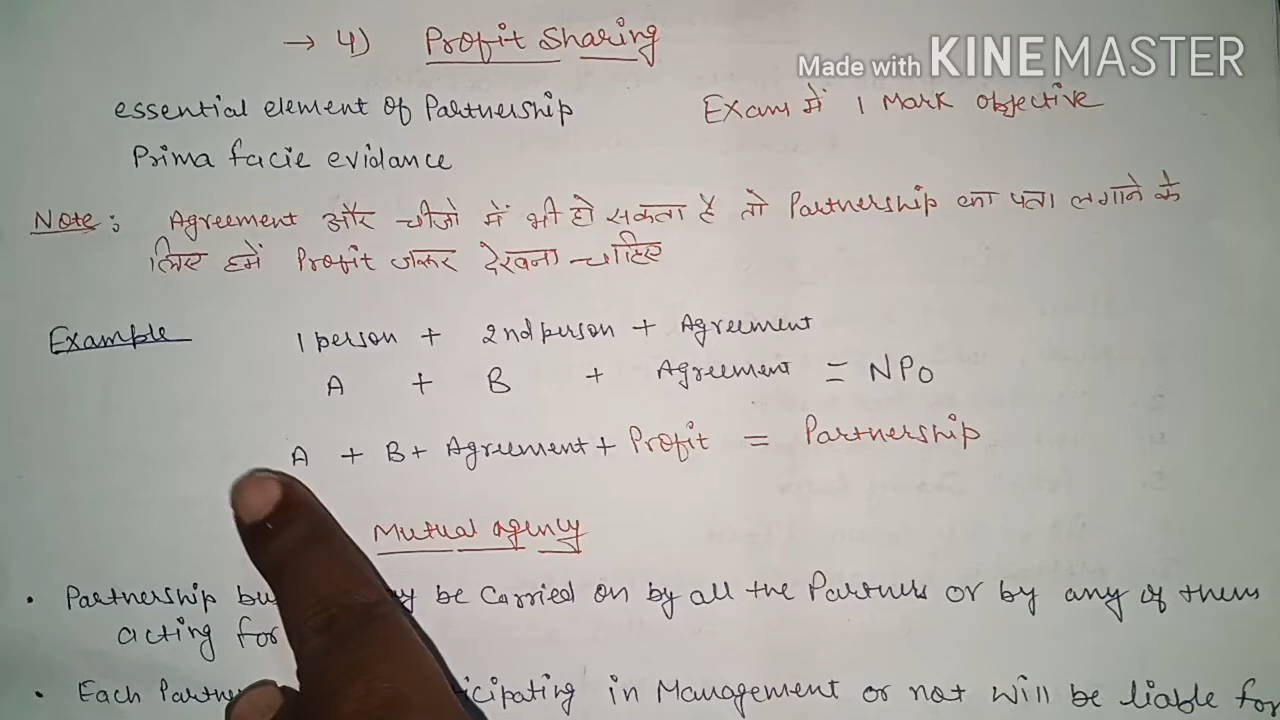 → 4) Profit Sharing
Made with KINEMASTER
essential element of Partnership
Exam में 1 Mark objective
Prima facie evidance
Note: Agreement और चीजो में भी हो सकता है तो Partnership का पता लगाने के
लिए हमें Profit जरूर देखना चाहिए
Example 1 person + 2nd person + Agreement
A + B + Agreement = NPO
A + B + Agreement + Profit = Partnership
Mutual agency
• Partnership be carried on by all the Partners or by any of them
acting for
• Each in Management or not will be liable for